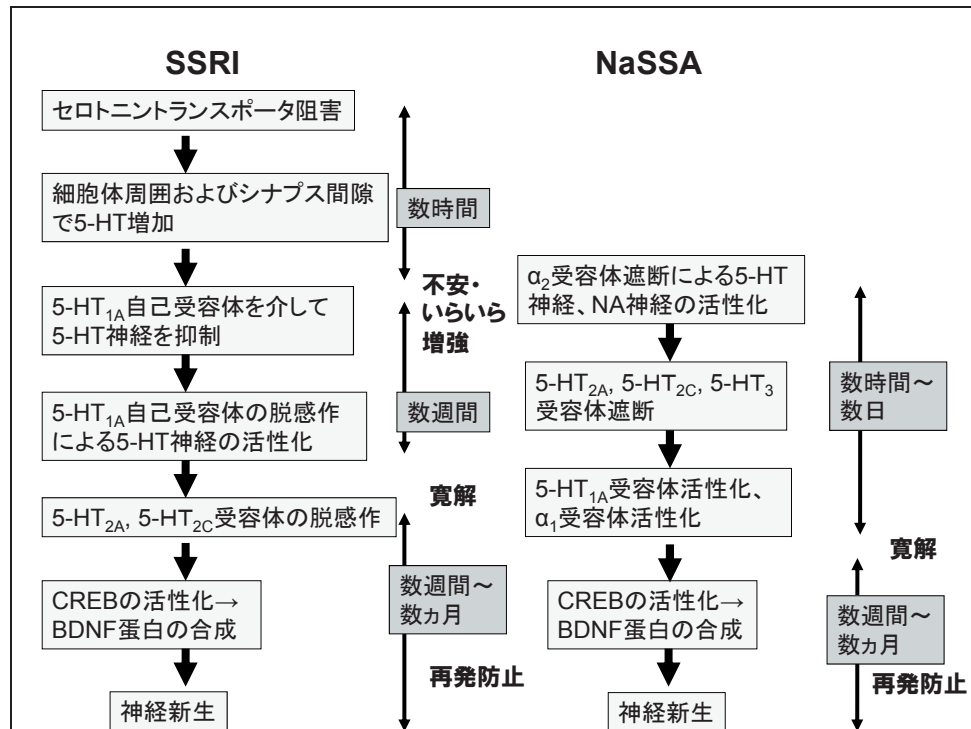 SSRI
セロトニントランスポータ阻害
細胞体周囲およびシナプス間隙
で5-HT増加
5-HT1A自己受容体を介して
5-HT神経を抑制
5-HT1A自己受容体の脱感作
による5-HT神経の活性化
5-HT2A, 5-HT2C受容体の脱感作
CREBの活性化→
BDNF蛋白の合成
神経新生
数時間
不安・
いらいら
増強
数週間
寛解
数週間～
数ヵ月
再発防止
NaSSA
α2受容体遮断による5-HT
神経、NA神経の活性化
5-HT2A, 5-HT2C, 5-HT3
受容体遮断
5-HT1A受容体活性化、
α1受容体活性化
CREBの活性化→
BDNF蛋白の合成
神経新生
数時間～
数日
寛解
数週間～
数ヵ月
再発防止